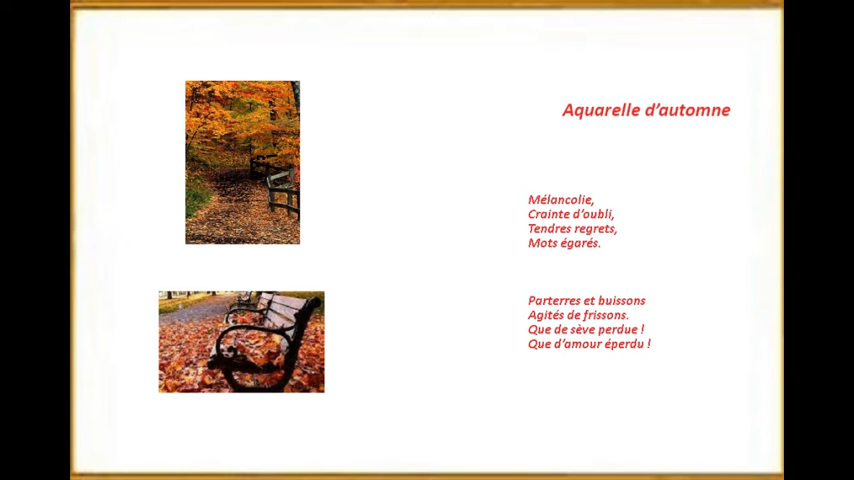 Aquarelle d'automne
Mélancolie,
Crainte d'oubli,
Tendres regrets,
Mots égarés.
Parterres et buissons
Agités de frissons.
Que de sève perdue !
Que d'amour éperdu !